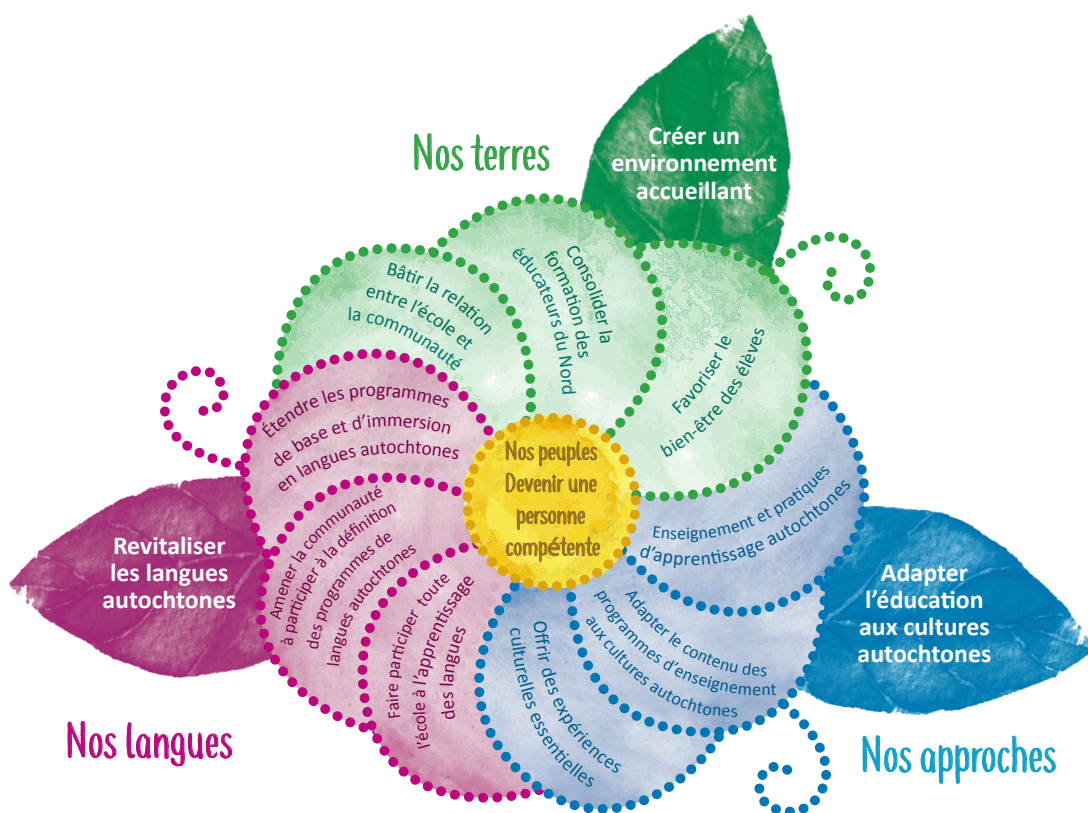 Nos terres
Créer un
environnement
accueillant
Bâtir la relation
entre l'école et
la communauté
Consolider la
formation des
éducateurs du Nord
Favoriser le
bien-être des élèves
Étendre les programmes
de base et d'immersion
en langues autochtones
Nos peuples
Devenir une
personne
compétente
Enseignement et pratiques
d'apprentissage autochtones
Revitaliser
les langues
autochtones
Amener la communauté
à participer à la définition
des programmes de
langues autochtones
Faire participer toute
l'école à l'apprentissage
des langues
Offrir des expériences
culturelles essentielles
Adapter le contenu des
programmes d'enseignement
aux cultures autochtones
Adapter
l'éducation
aux cultures
autochtones
Nos langues
Nos approches